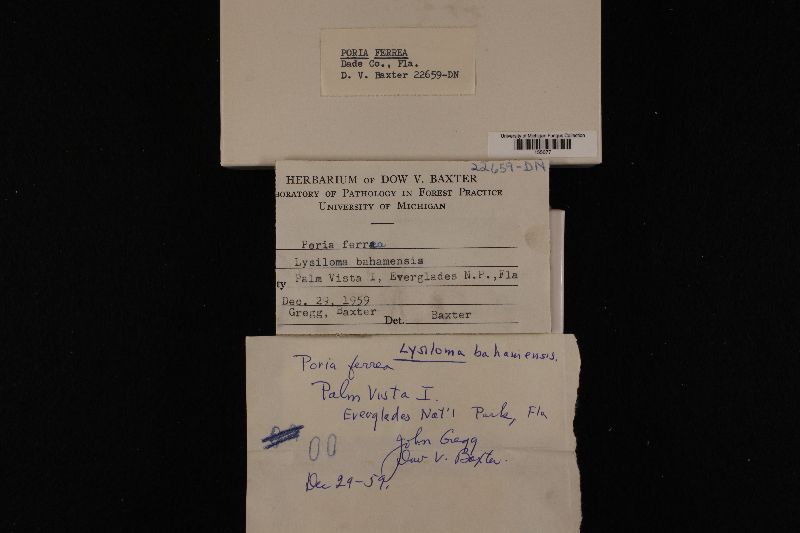 PORIA FERREA
Dade Co., Fla.
D. V. Baxter 22659-DN
University of Michigan Fungus Collection
22659-DN
HERBARIUM OF DOW V. BAXTER
ORATORY OF PATHOLOGY IN FOREST PRACTICE
UNIVERSITY OF MICHIGAN
Poria ferrea
Lysiloma bahamensis
ty Palm Vista I, Everglades N.P.,Fla
Dec. 29, 1959
Gregg, Baxter Det. Baxter
Lysiloma bahamensis.
Poria ferrea
Palm Vista I.
Everglades Nat'l Park, Fla
00
John Gregg
Dow V. Baxter.
Dec 29-59.